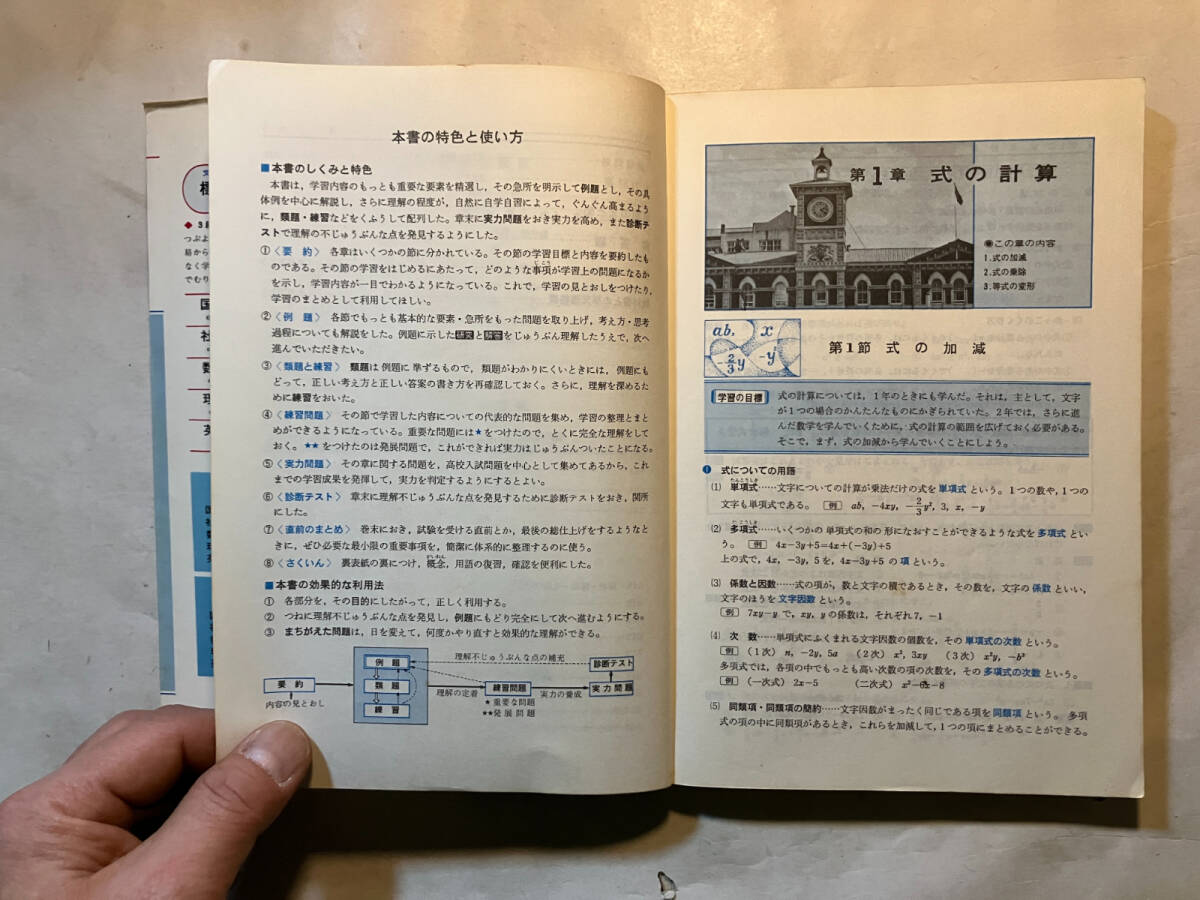 本書の特色と使い方
■本書のしくみと特色
本書は，学習内容のもっとも重要な要素を精選し，その急所を明示して例題とし，その具
体例を中心に解説し，さらに理解の程度が，自然に自学自習によって，ぐんぐん高まるよう
に，類題・練習などをくふうして配列した。章末に実力問題をおき実力を高め，また診断テ
ストで理解の不じゅうぶんな点を発見するようにした。
①〈要 約〉 各章はいくつかの節に分かれている。その節の学習目標と内容を要約したも
のである。その節の学習をはじめるにあたって，どのような事項が学習上の問題になるか
を示し，学習内容が一目でわかるようになっている。これで，学習の見とおしをつけたり，
学習のまとめとして利用してほしい。
②〈例 題〉 各節でもっとも基本的な要素・急所をもった問題を取り上げ，考え方・思考
過程についても解説をした。例題に示した研究と解答をじゅうぶん理解したうえで，次へ
進んでいただきたい。
③〈類題と練習〉 類題は例題に準ずるもので，類題がわかりにくいときには，例題にも
どって，正しい考え方と正しい答案の書き方を再確認しておく。さらに，理解を深めるた
めに練習をおいた。
④〈練習問題〉 その節で学習した内容についての代表的な問題を集め，学習の整理とまと
めができるようになっている。重要な問題には★をつけたので，とくに完全な理解をして
おく。★★をつけたのは発展問題で，これができれば実力はじゅうぶんついたことになる。
⑤〈実力問題〉 その章に関する問題を，高校入試問題を中心として集めてあるから，これ
までの学習成果を発揮して，実力を判定するようにするとよい。
⑥〈診断テスト〉 章末に理解不じゅうぶんな点を発見するために診断テストをおき，関所
にした。
⑦〈直前のまとめ〉 巻末におき，試験を受ける直前とか，最後の総仕上げをするようなと
きに，ぜひ必要な最小限の重要事項を，簡潔に体系的に整理するのに使う。
⑧〈さくいん〉 裏表紙の裏につけ，概念，用語の復習，確認を便利にした。
■本書の効果的な利用法
① 各部分を，その目的にしたがって，正しく利用する。
② つねに理解不じゅうぶんな点を発見し，例題にもどり完全にして次へ進むようにする。
③ まちがえた問題は，日を変えて，何度かやり直すと効果的な理解ができる。
要 約
内容の見とおし
例 題
類 題
練 習
理解不じゅうぶんな点の補充
理解の定着
練習問題
★重要な問題
★★発展問題
実力の養成
診断テスト
実力問題
第1章 式の計算
◉この章の内容
1.式の加減
2.式の乗除
3.等式の変形
ab, x
-2/3y -y
第1節 式の加減
学習の目標
式の計算については，1年のときにも学んだ。それは，主として，文字
が1つの場合のかんたんなものにかぎられていた。2年では，さらに進
んだ数学を学んでいくために，式の計算の範囲を広げておく必要がある。
そこで，まず，式の加減から学んでいくことにしよう。
❶ 式についての用語
(1) 単項式……文字についての計算が乗法だけの式を単項式という。1つの数や，1つの
文字も単項式である。 例 ab, −4xy, −2/3y², 3, x, −y
(2) 多項式……いくつかの単項式の和の形になおすことができるような式を多項式とい
う。 例 4x−3y+5=4x+(−3y)+5
上の式で，4x, −3y, 5を，4x−3y+5の項という。
(3) 係数と因数……式の項が，数と文字の積であるとき，その数を，文字の係数といい，
文字のほうを文字因数という。
例 7xy−yで，xy, yの係数は，それぞれ7, −1
(4) 次 数……単項式にふくまれる文字因数の個数を，その単項式の次数という。
例 （1次）n, −2y, 5a （2次）x², 3xy （3次）x²y, −b³
多項式では，各項の中でもっとも高い次数の項の次数を，その多項式の次数という。
例 （一次式）2x−5 （二次式）x²−6x−8
(5) 同類項・同類項の簡約……文字因数がまったく同じである項を同類項という。多項
式の項の中に同類項があるとき，これらを加減して，1つの項にまとめることができる。